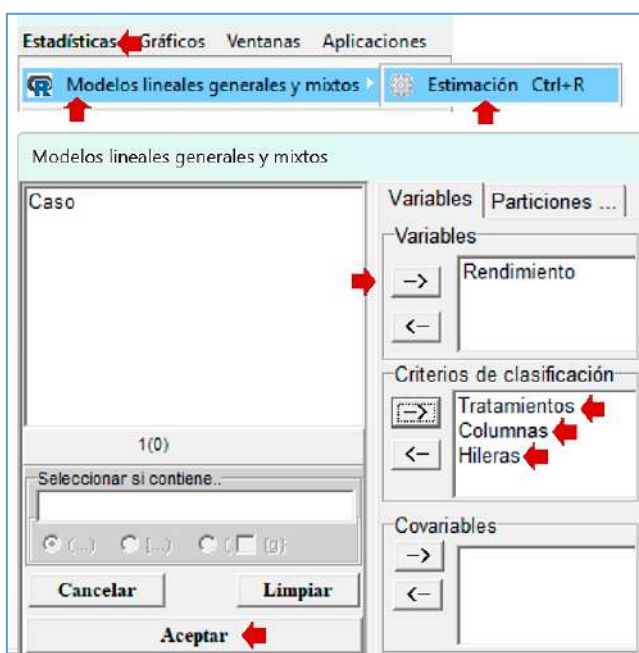 Estadísticas Gráficos Ventanas Aplicaciones
Modelos lineales generales y mixtos Estimación Ctrl+R
Modelos lineales generales y mixtos
Caso
1(0)
Seleccionar si contiene..
(...) [...) (
{g}
Cancelar Limpiar
Aceptar
Variables Particiones ...
Variables
-->
Rendimiento
<--
Criterios de clasificación
-->
Tratamientos
Columnas
<--
Hileras
Covariables
-->
<--